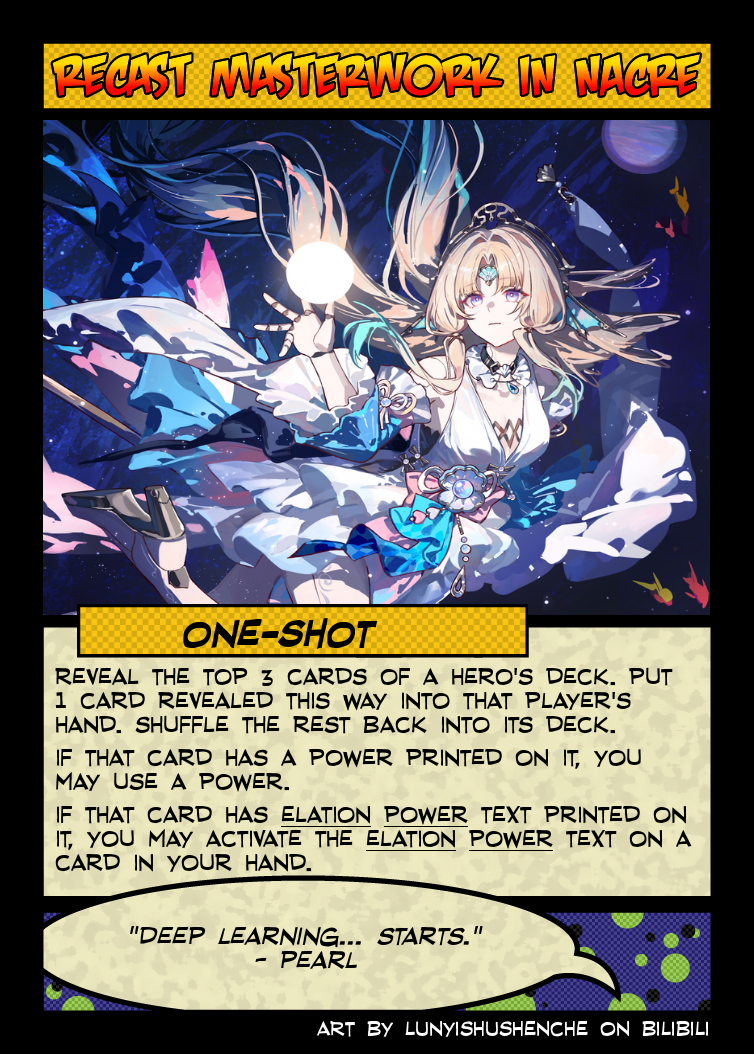 RECAST MASTERWORK IN NACRE
ONE-SHOT
REVEAL THE TOP 3 CARDS OF A HERO'S DECK. PUT
1 CARD REVEALED THIS WAY INTO THAT PLAYER'S
HAND. SHUFFLE THE REST BACK INTO ITS DECK.
IF THAT CARD HAS A POWER PRINTED ON IT, YOU
MAY USE A POWER.
IF THAT CARD HAS ELATION POWER TEXT PRINTED ON
IT, YOU MAY ACTIVATE THE ELATION POWER TEXT ON A
CARD IN YOUR HAND.
"DEEP LEARNING... STARTS."
- PEARL
ART BY LUNYISHUSHENCHE ON BILIBILI